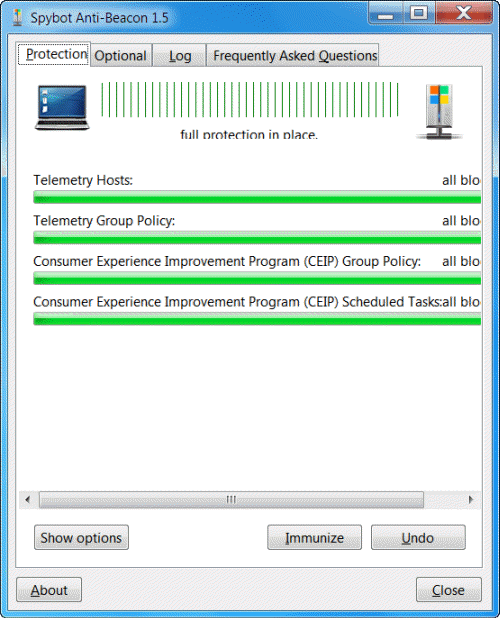 Spybot Anti-Beacon 1.5
Protection Optional Log Frequently Asked Questions
full protection in place.
Telemetry Hosts: all blo
Telemetry Group Policy: all blo
Consumer Experience Improvement Program (CEIP) Group Policy: all blo
Consumer Experience Improvement Program (CEIP) Scheduled Tasks:all blo
Show options Immunize Undo
About Close